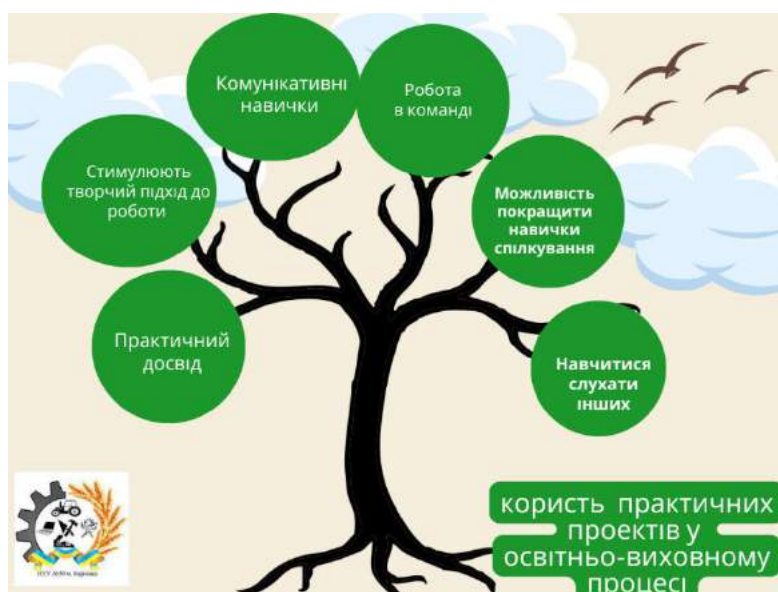 Комунікативні
навички
Робота
в команді
Стимулюють
творчий підхід до
роботи
Можливість
покращити
навички
спілкування
Практичний
досвід
Навчитися
слухати
інших
користь практичних
проектів у
освітньо-виховному
процесі